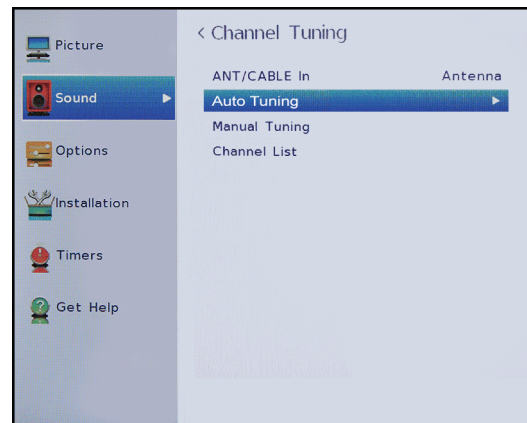 Picture
Sound
Options
Installation
Timers
Get Help
< Channel Tuning
ANT/CABLE In Antenna
Auto Tuning
Manual Tuning
Channel List